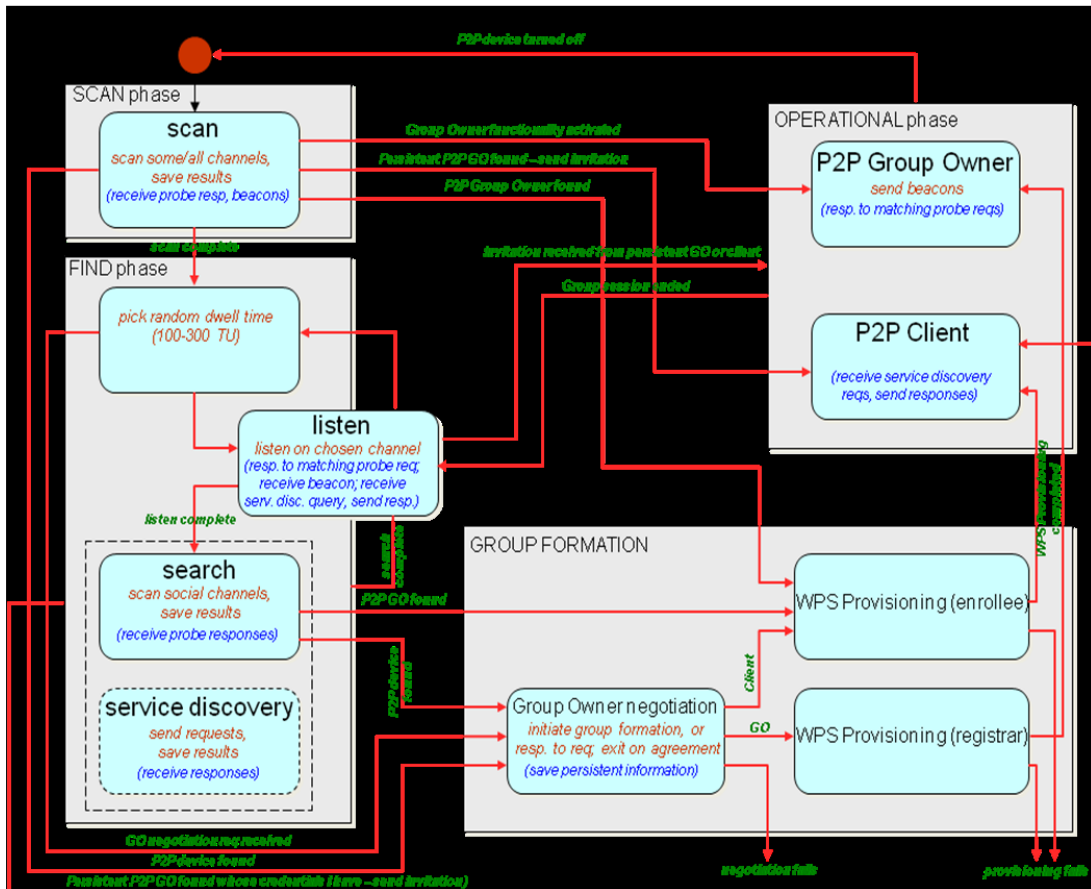 P2P device turned off
SCAN phase
scan
scan some/all channels,
save results
(receive probe resp, beacons)
Group Owner functionality activated
Persistent P2P GO found – send invitation
P2P Group Owner found
OPERATIONAL phase
P2P Group Owner
send beacons
(resp. to matching probe reqs)
scan complete
Invitation received from persistent GO or client
Group session ended
FIND phase
pick random dwell time
(100-300 TU)
P2P Client
(receive service discovery
reqs, send responses)
listen
listen on chosen channel
(resp. to matching probe req;
receive beacon; receive
serv. disc. query, send resp.)
listen complete
search
complete
WPS Provisioning
completed
search
scan social channels,
save results
(receive probe responses)
P2P GO found
P2P device
found
GROUP FORMATION
WPS Provisioning (enrollee)
Client
service discovery
send requests,
save results
(receive responses)
Group Owner negotiation
initiate group formation, or
resp. to req; exit on agreement
(save persistent information)
GO
WPS Provisioning (registrar)
GO negotiation req received
P2P device found
Persistent P2P GO found whose credentials I have – send invitation)
negotiation fails
provisioning fails